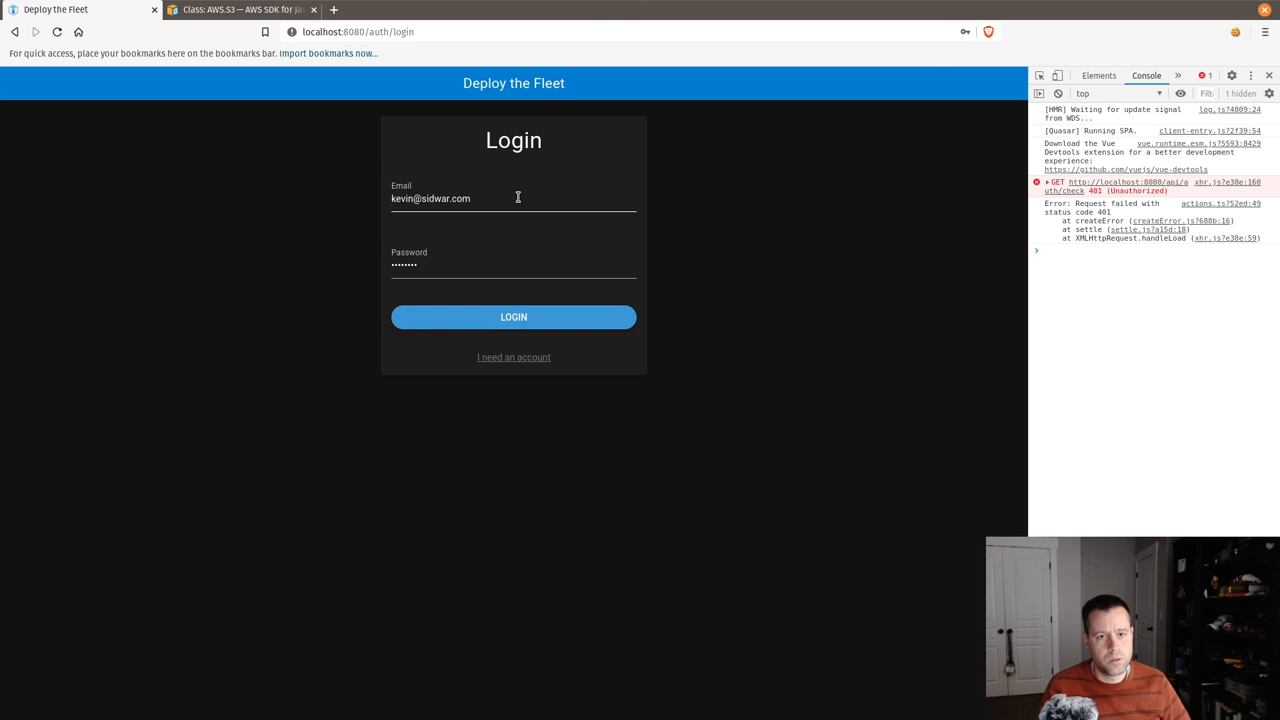 Deploy the Fleet
Class: AWS.S3 — AWS SDK for Ja
localhost:8080/auth/login
For quick access, place your bookmarks here on the bookmarks bar. Import bookmarks now...
Deploy the Fleet
Login
Email
kevin@sidwar.com
Password
••••••••
LOGIN
I need an account
Elements Console » 1
top Filt 1 hidden
[HMR] Waiting for update signal log.js?4809:24
from WDS...
[Quasar] Running SPA. client-entry.js?2f39:54
Download the Vue vue.runtime.esm.js?5593:8429
Devtools extension for a better development
experience:
https://github.com/vuejs/vue-devtools
GET http://localhost:8080/api/a xhr.js?e38e:160
uth/check 401 (Unauthorized)
Error: Request failed with actions.ts?52ed:49
status code 401
at createError (createError.js?688b:16)
at settle (settle.js?a15d:18)
at XMLHttpRequest.handleLoad (xhr.js?e38e:59)